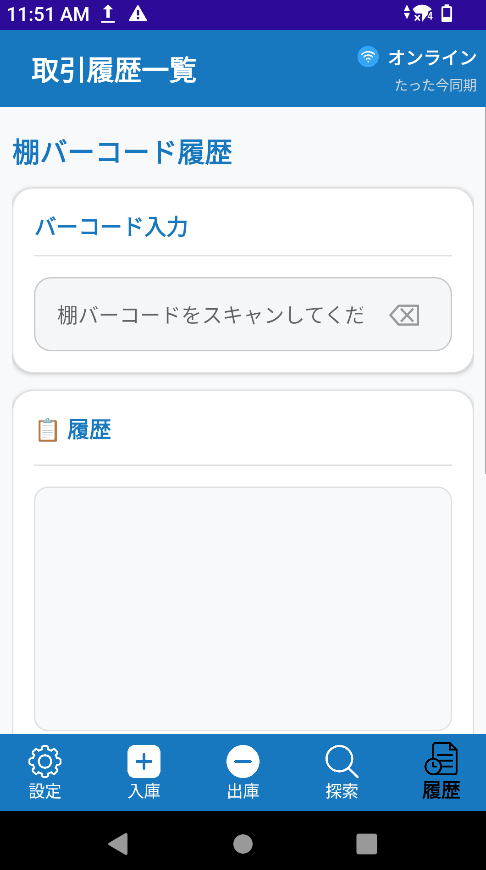 11:51 AM
取引履歴一覧
オンライン
たった今同期
棚バーコード履歴
バーコード入力
棚バーコードをスキャンしてくだ
履歴
設定
入庫
出庫
探索
履歴